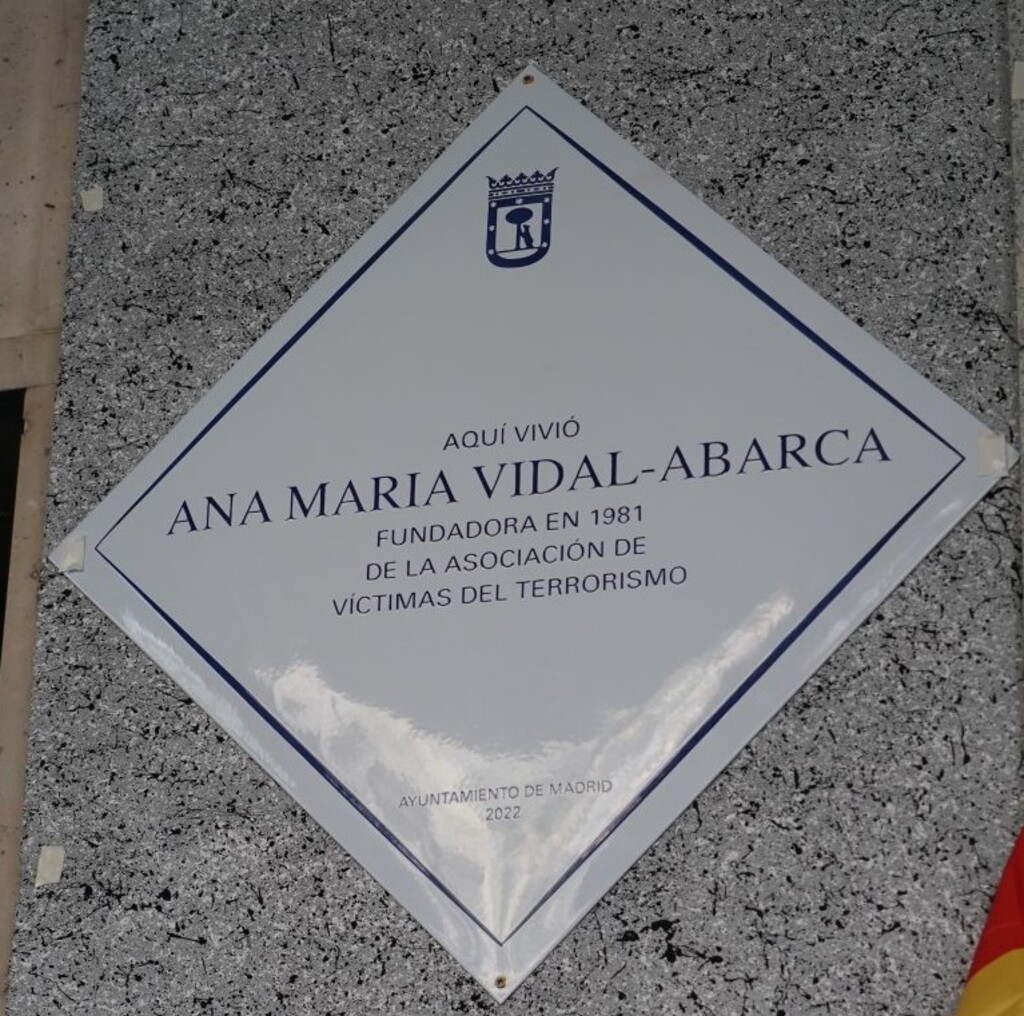 AQUÍ VIVIÓ
ANA MARIA VIDAL-ABARCA
FUNDADORA EN 1981
DE LA ASOCIACIÓN DE
VÍCTIMAS DEL TERRORISMO
AYUNTAMIENTO DE MADRID
2022